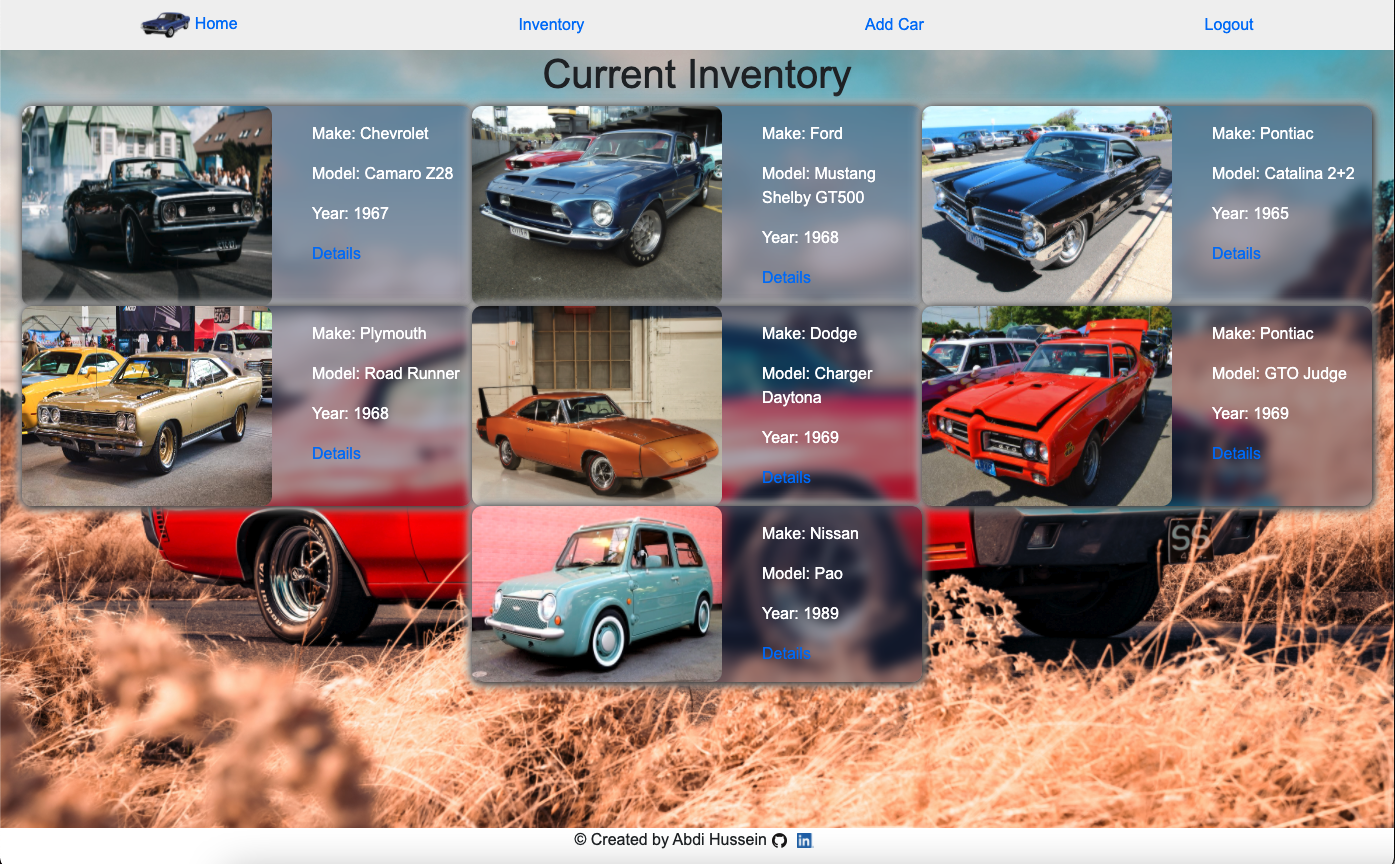 Home Inventory Add Car Logout
Current Inventory
Make: Chevrolet
Model: Camaro Z28
Year: 1967
Details
Make: Ford
Model: Mustang
Shelby GT500
Year: 1968
Details
Make: Pontiac
Model: Catalina 2+2
Year: 1965
Details
Make: Plymouth
Model: Road Runner
Year: 1968
Details
Make: Dodge
Model: Charger
Daytona
Year: 1969
Details
Make: Pontiac
Model: GTO Judge
Year: 1969
Details
SS
Make: Nissan
Model: Pao
Year: 1989
Details
© Created by Abdi Hussein
in